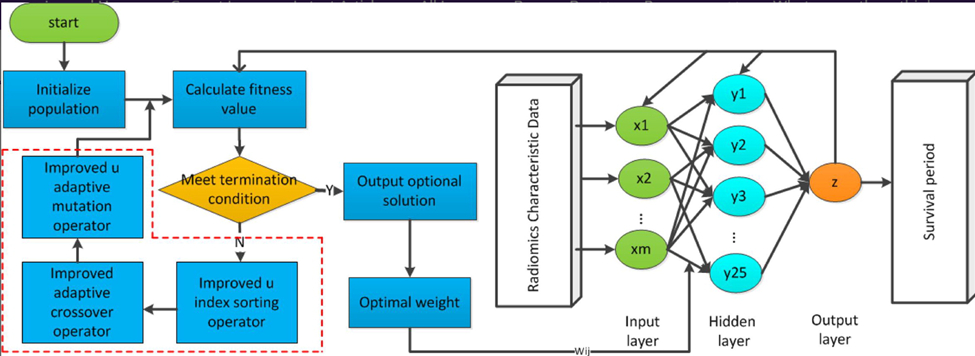 start
Initialize
population
Calculate fitness
value
Improved u
adaptive
mutation
operator
Meet termination
condition
Y
N
Output optional
solution
Improved
adaptive
crossover
operator
Improved u
index sorting
operator
Optimal weight
Wij
Radiomics Characteristic Data
x1
x2
...
xm
y1
y2
y3
...
y25
z
Survival period
Input
layer
Hidden
layer
Output
layer